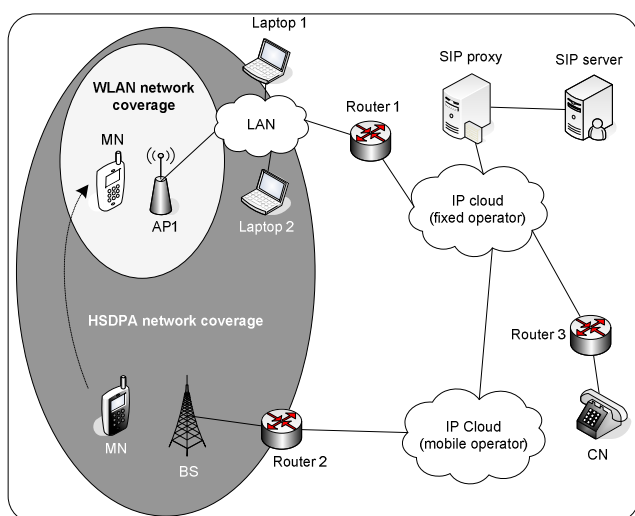 Laptop 1
SIP proxy
SIP server
WLAN network
coverage
Router 1
MN
LAN
AP1
Laptop 2
IP cloud
(fixed operator)
HSDPA network coverage
Router 3
MN
BS
Router 2
IP Cloud
(mobile operator)
CN